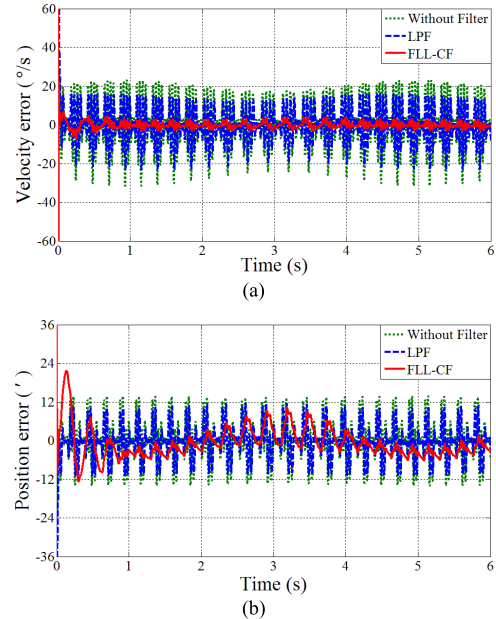 60
40
20
0
-20
-40
-60
Velocity error (°/s)
Without Filter
LPF
FLL-CF
0
1
2
3
4
5
6
Time (s)
(a)
36
24
12
0
-12
-24
-36
Position error (′)
Without Filter
LPF
FLL-CF
0
1
2
3
4
5
6
Time (s)
(b)